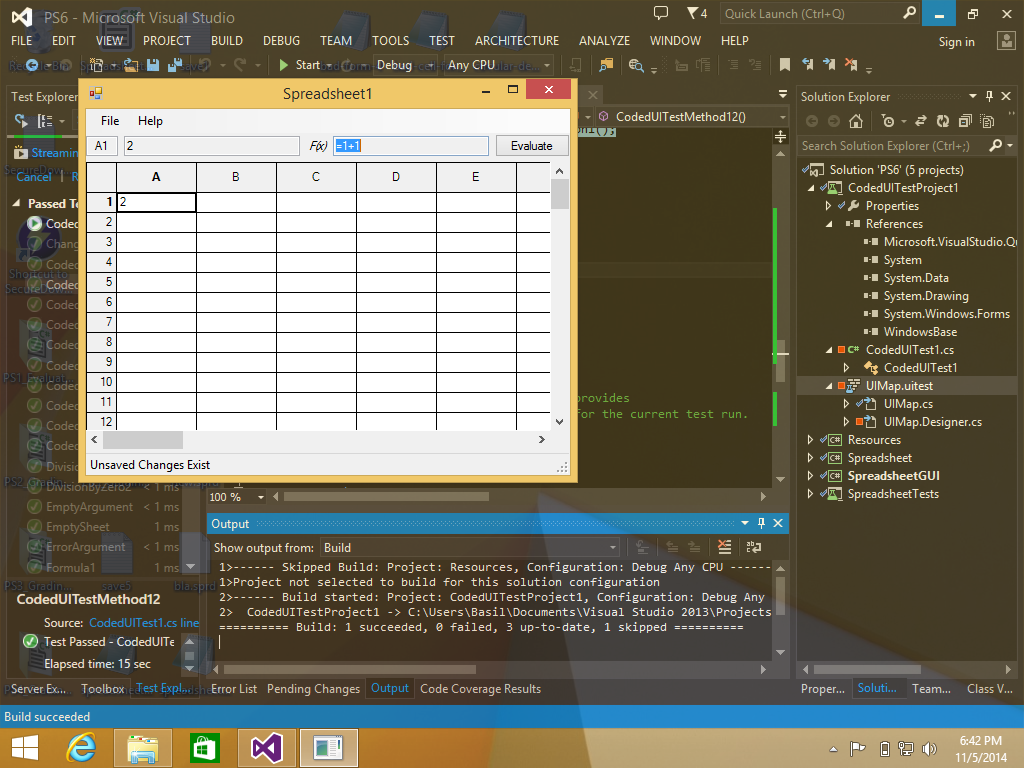 PS6 - Microsoft Visual Studio
4
Quick Launch (Ctrl+Q)
FILE EDIT VIEW PROJECT BUILD DEBUG TEAM TOOLS TEST ARCHITECTURE ANALYZE WINDOW HELP
Sign in
Start Debug Any CPU
Test Explorer
Streamin
Cancel
Passed Te
Coded
Chang
Coded
Coded
Coded
Coded
Coded
Coded
Coded
Coded
Coded
Coded
Divisio
DivisionByZero2 < 1 ms
EmptyArgument < 1 ms
EmptySheet 1 ms
ErrorArgument < 1 ms
Formula1 1 ms
CodedUITestMethod12
Source: CodedUITest1.cs line
Test Passed - CodedUITe
Elapsed time: 15 sec
Server Ex... Toolbox Test Expl...
Spreadsheet1
File Help
A1 2 F(x) =1+1 Evaluate
A B C D E
1 2
2
3
4
5
6
7
8
9
10
11
12
Unsaved Changes Exist
CodedUITestMethod12()
provides
for the current test run.
100 %
Output
Show output from: Build
1>------ Skipped Build: Project: Resources, Configuration: Debug Any CPU ------
1>Project not selected to build for this solution configuration
2>------ Build started: Project: CodedUITestProject1, Configuration: Debug Any
2> CodedUITestProject1 -> C:\Users\Basil\Documents\Visual Studio 2013\Projects
========== Build: 1 succeeded, 0 failed, 3 up-to-date, 1 skipped ==========
Error List Pending Changes Output Code Coverage Results
Solution Explorer
Search Solution Explorer (Ctrl+;)
Solution 'PS6' (5 projects)
CodedUITestProject1
Properties
References
Microsoft.VisualStudio.Qu
System
System.Data
System.Drawing
System.Windows.Forms
WindowsBase
CodedUITest1.cs
CodedUITest1
UIMap.uitest
UIMap.cs
UIMap.Designer.cs
Resources
Spreadsheet
SpreadsheetGUI
SpreadsheetTests
Proper... Soluti... Team... Class V...
Build succeeded
6:42 PM
11/5/2014